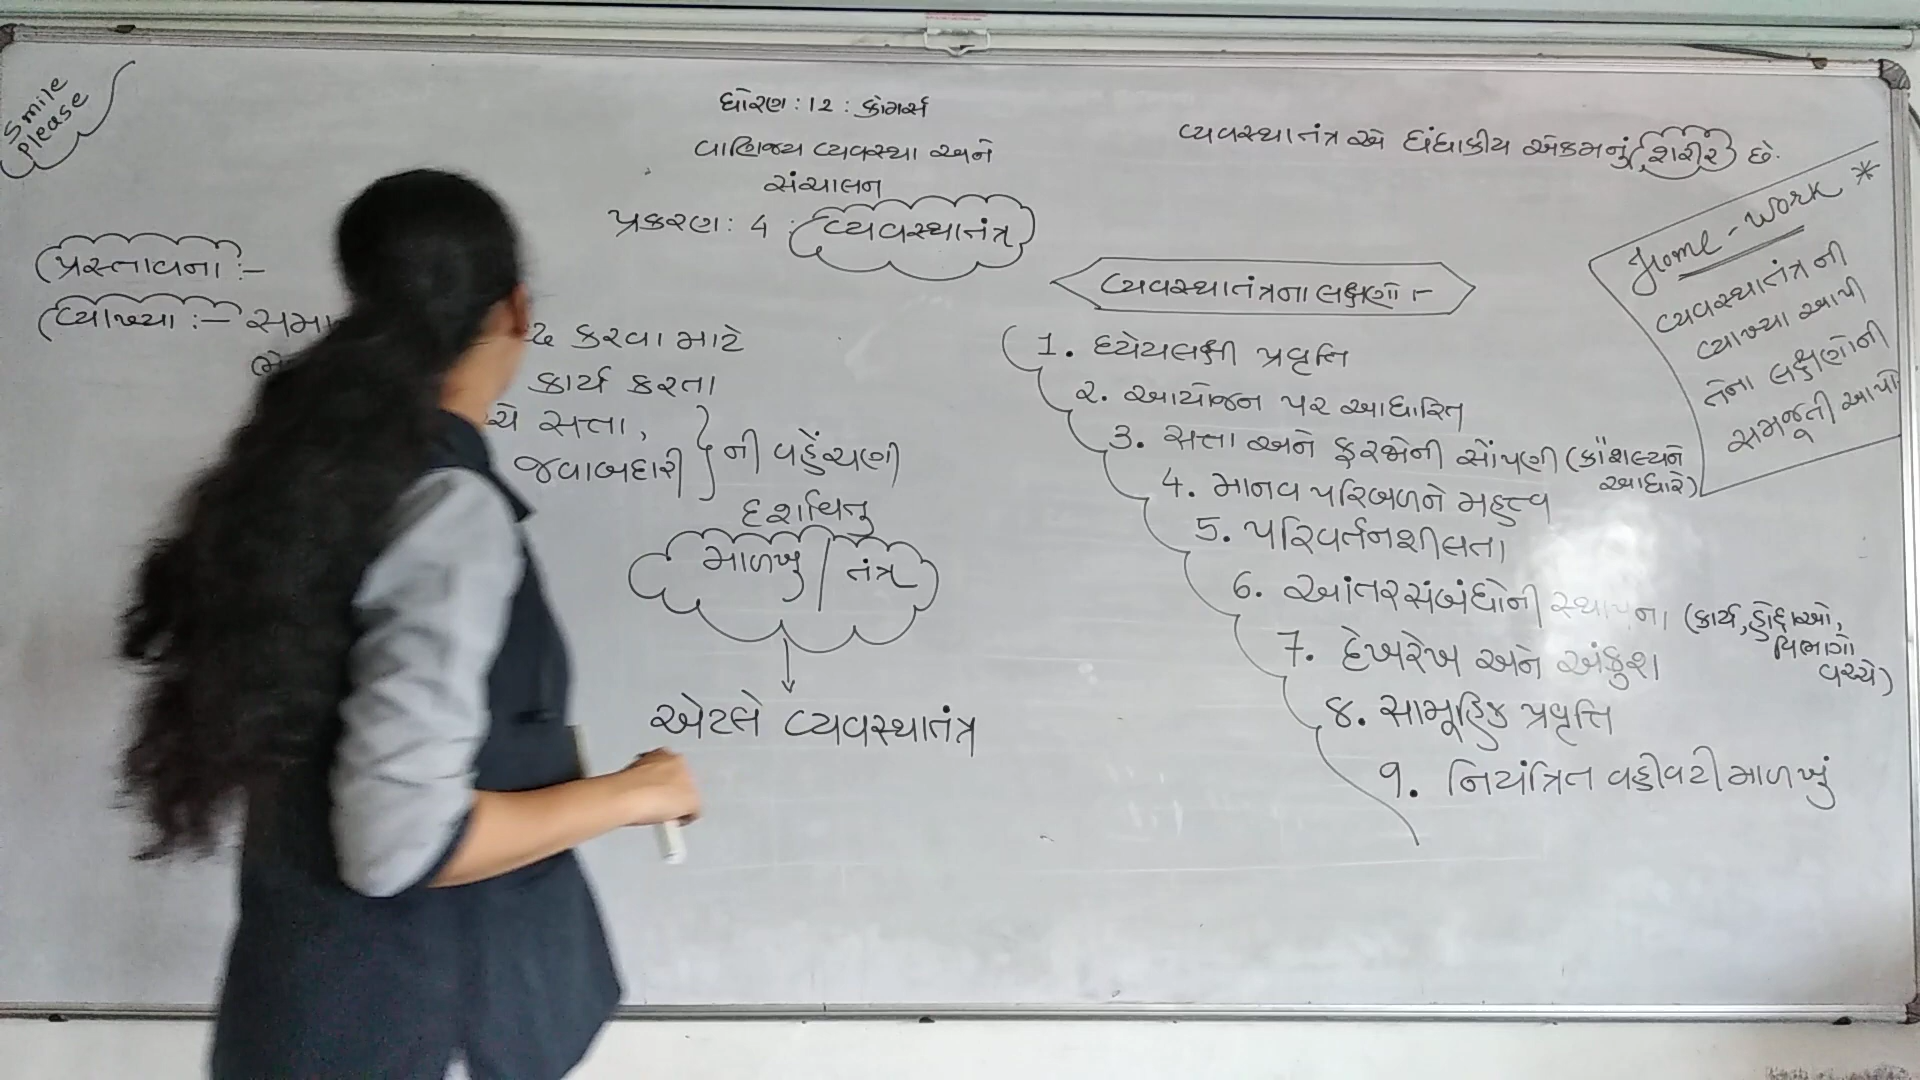 Smile
Please
ધોરણ : 12 : કોમર્સ
વાણિજ્ય વ્યવસ્થા અને
સંચાલન
પ્રકરણ : 4 : વ્યવસ્થાતંત્ર
પ્રસ્તાવના :-
વ્યાખ્યા :-
કરવા માટે
કાર્ય કરતા
સત્તા,
જવાબદારી } ની વહેંચણી
દર્શાવતુ
માળખુ / તંત્ર
એટલે વ્યવસ્થાતંત્ર
વ્યવસ્થાતંત્ર એ ધંધાકીય એકમનું શરીર છે.
વ્યવસ્થાતંત્રના લક્ષણો :-
1. ધ્યેયલક્ષી પ્રવૃત્તિ
2. આયોજન પર આધારિત
3. સત્તા અને ફરજોની સોંપણી (કૌશલ્યને
આધારે)
4. માનવ પરિબળને મહત્ત્વ
5. પરિવર્તનશીલતા
6. આંતરસંબંધોની સ્થાપના (કાર્ય, હોદ્દાઓ,
વિભાગો
વચ્ચે)
7. દેખરેખ અને અંકુશ
8. સામૂહિક પ્રવૃત્તિ
9. નિયંત્રિત વહીવટી માળખું
Home-Work *
વ્યવસ્થાતંત્ર ની
વ્યાખ્યા આપી
તેના લક્ષણોની
સમજૂતી આપો